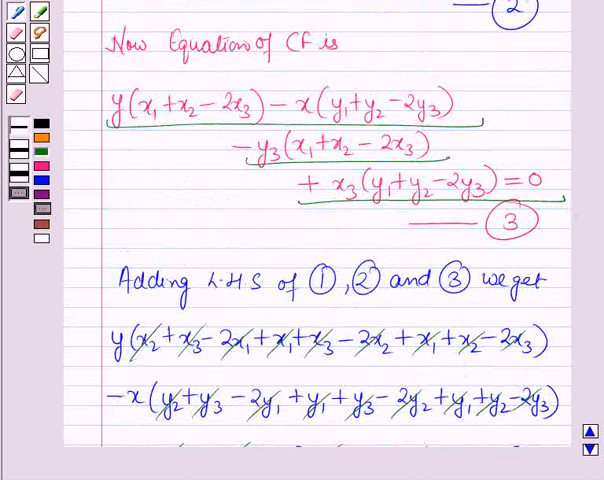 — 2
Now Equation of CF is
y(x₁+x₂-2x₃) - x(y₁+y₂-2y₃)
-y₃(x₁+x₂-2x₃)
+ x₃(y₁+y₂-2y₃)=0
— 3
Adding L.H.S of 1, 2 and 3 we get
y(x₂+x₃-2x₁+x₁+x₃-2x₂+x₁+x₂-2x₃)
-x(y₂+y₃-2y₁+y₁+y₃-2y₂+y₁+y₂-2y₃)